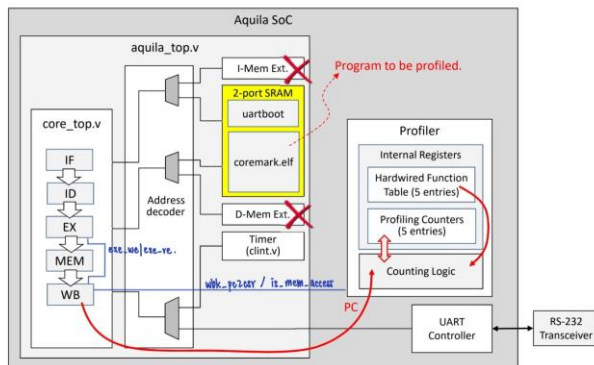 Aquila SoC
aquila_top.v
I-Mem Ext.
Program to be profiled.
2-port SRAM
uartboot
coremark.elf
core_top.v
IF
ID
EX
MEM
WB
Address
decoder
D-Mem Ext.
Timer
(clint.v)
exe_we/exe_re.
wbk_pc2csr / is_mem_access
Profiler
Internal Registers
Hardwired Function
Table (5 entries)
Profiling Counters
(5 entries)
Counting Logic
PC
UART
Controller
RS-232
Transceiver